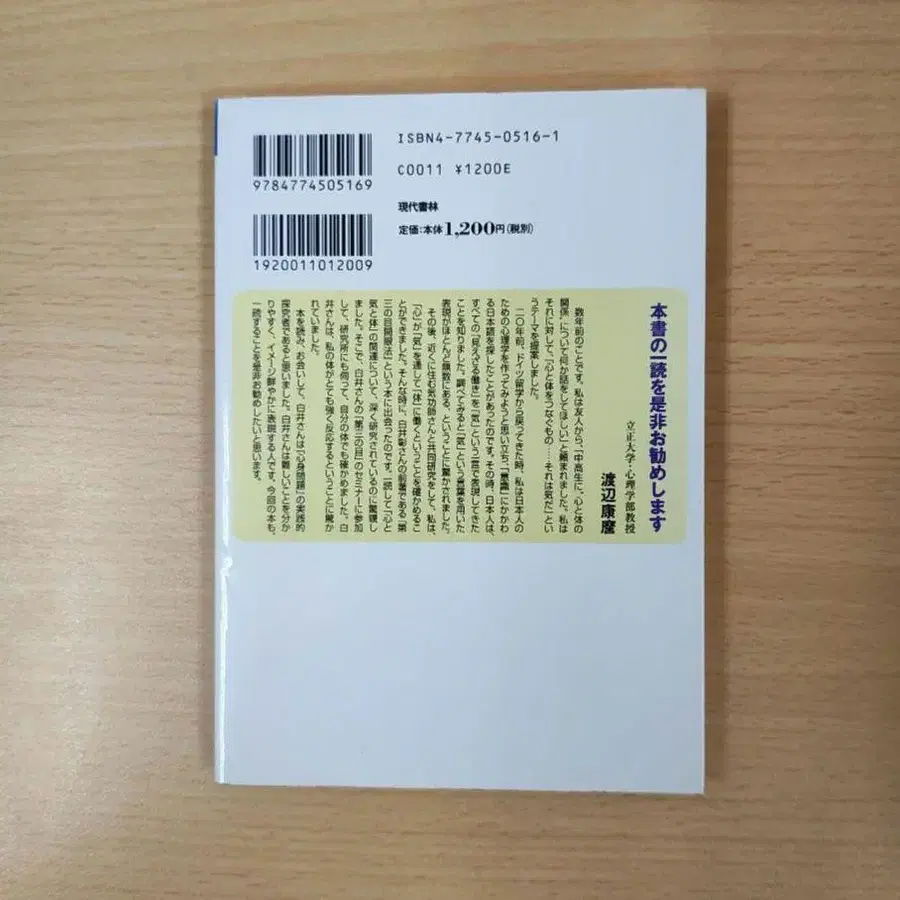 ISBN4-7745-0516-1
C0011 ¥1200E
9784774505169
現代書林
定価：本体1,200円（税別）
1920011012009
本書の一読を是非お勧めします
立正大学・心理学部教授
渡辺康麿
数年前のことです。私は友人から、「中高生に、“心と体の
関係”について何か話をしてほしい」と頼まれました。私は
それに対して、「心と体をつなぐもの……それは気だ」とい
うテーマを提案しました。
二〇年前、ドイツ留学から戻ってきた時、私は日本人の
ための心理学を作ってみようと思い立ち、「意識」にかかわ
る日本語を探したことがあったのです。その時、日本人は、
すべての「見えざる働き」を「気」という一言で表現してきた
ことを知りました。調べてみると「気」という言葉を用いた
表現がほとんど無数にある、ということに驚かされました。
その後、近くに住む気功師さんと共同研究をして、私は、
「心」が「気」を通して「体」に働くということを確かめるこ
とができました。そんな時に、白井彰さんの前著である『第
三の目開眼法』という本に出会ったのです。一読して「心と
気と体」の関連について、深く研究されているのに驚嘆し
ました。そこで、白井さんの「第三の目」のセミナーに参加
して、研究所にも伺って、自分の体でも確かめました。白
井さんは、私の体がとても強く反応するということに驚か
れていました。
本を読み、お会いして、白井さんは『心身問題』の実践的
探究者であると思いました。白井さんは難しいことを分か
りやすく、イメージ鮮やかに表現する人です。今回の本も、
一読することを是非お勧めしたいと思います。